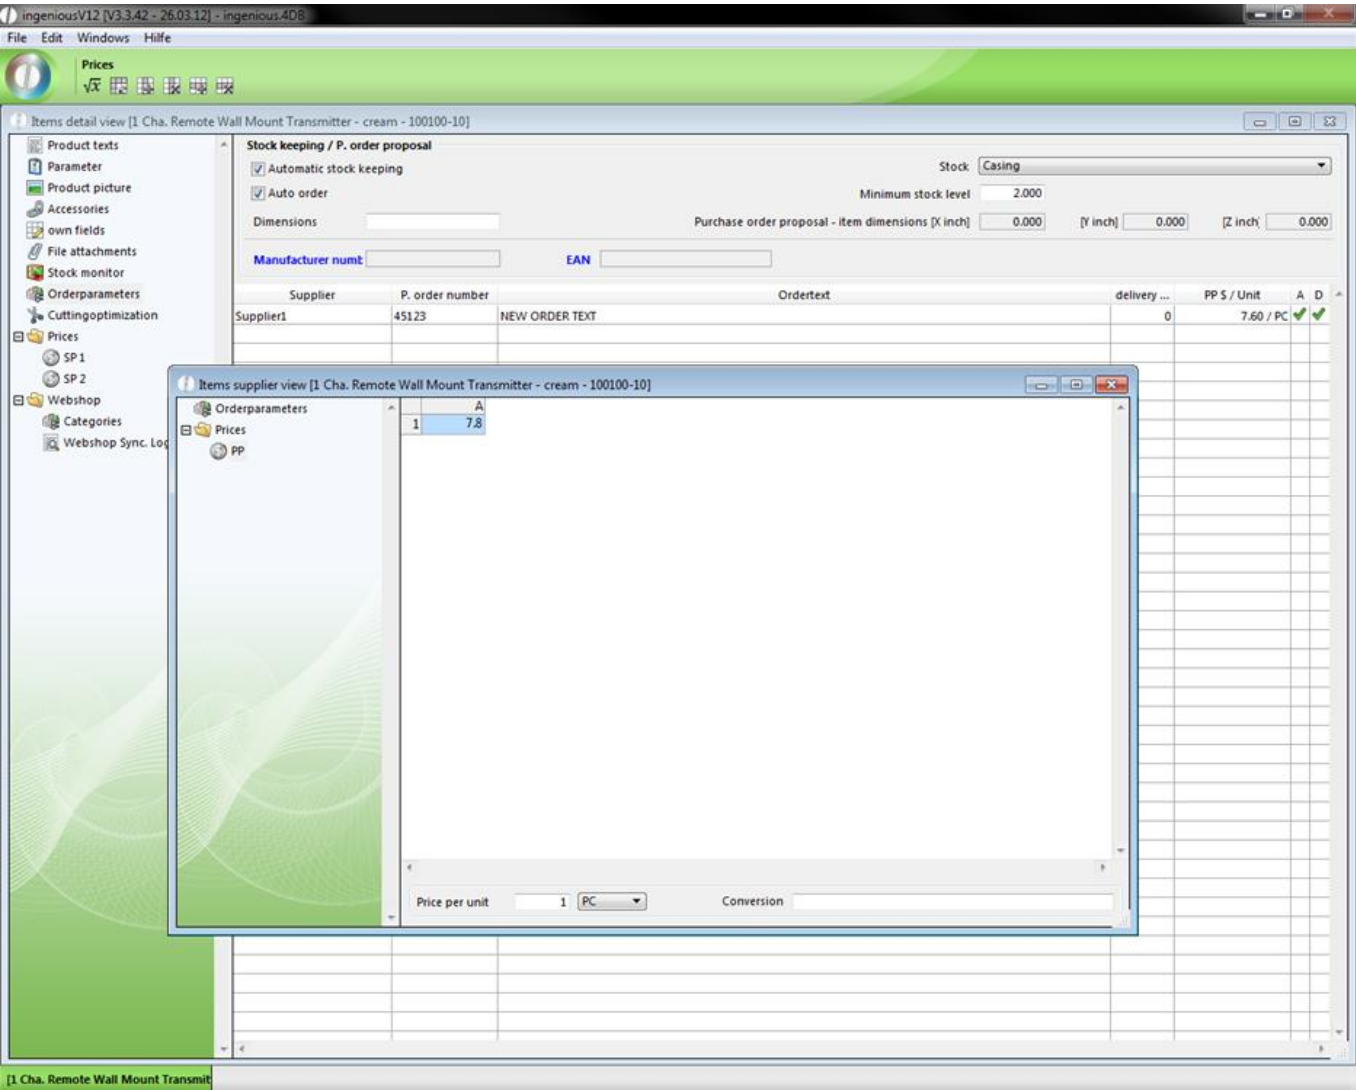 ingeniousV12 [V3.3.42 - 26.03.12] - ingenious.4DB
File Edit Windows Hilfe
Prices
Items detail view [1 Cha. Remote Wall Mount Transmitter - cream - 100100-10]
Product texts
Parameter
Product picture
Accessories
own fields
File attachments
Stock monitor
Orderparameters
Cuttingoptimization
Prices
SP 1
SP 2
Webshop
Categories
Webshop Sync. Log
Stock keeping / P. order proposal
Automatic stock keeping
Stock Casing
Auto order
Minimum stock level 2.000
Dimensions
Purchase order proposal - item dimensions [X inch] 0.000 [Y inch] 0.000 [Z inch] 0.000
Manufacturer numb EAN
Supplier P. order number Ordertext delivery ... PP $ / Unit A D
Supplier1 45123 NEW ORDER TEXT 0 7.60 / PC
Items supplier view [1 Cha. Remote Wall Mount Transmitter - cream - 100100-10]
Orderparameters
Prices
PP
A
1 7.8
Price per unit 1 PC Conversion
[1 Cha. Remote Wall Mount Transmit